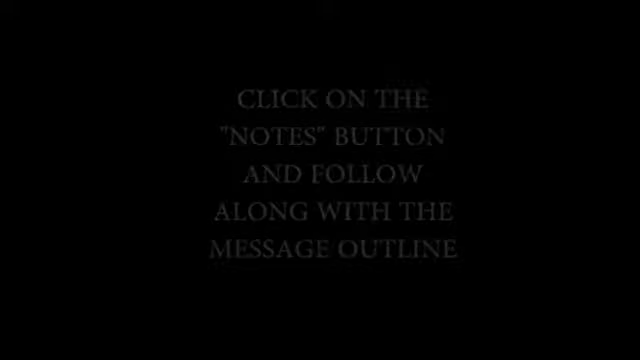 CLICK ON THE
"NOTES" BUTTON
AND FOLLOW
ALONG WITH THE
MESSAGE OUTLINE